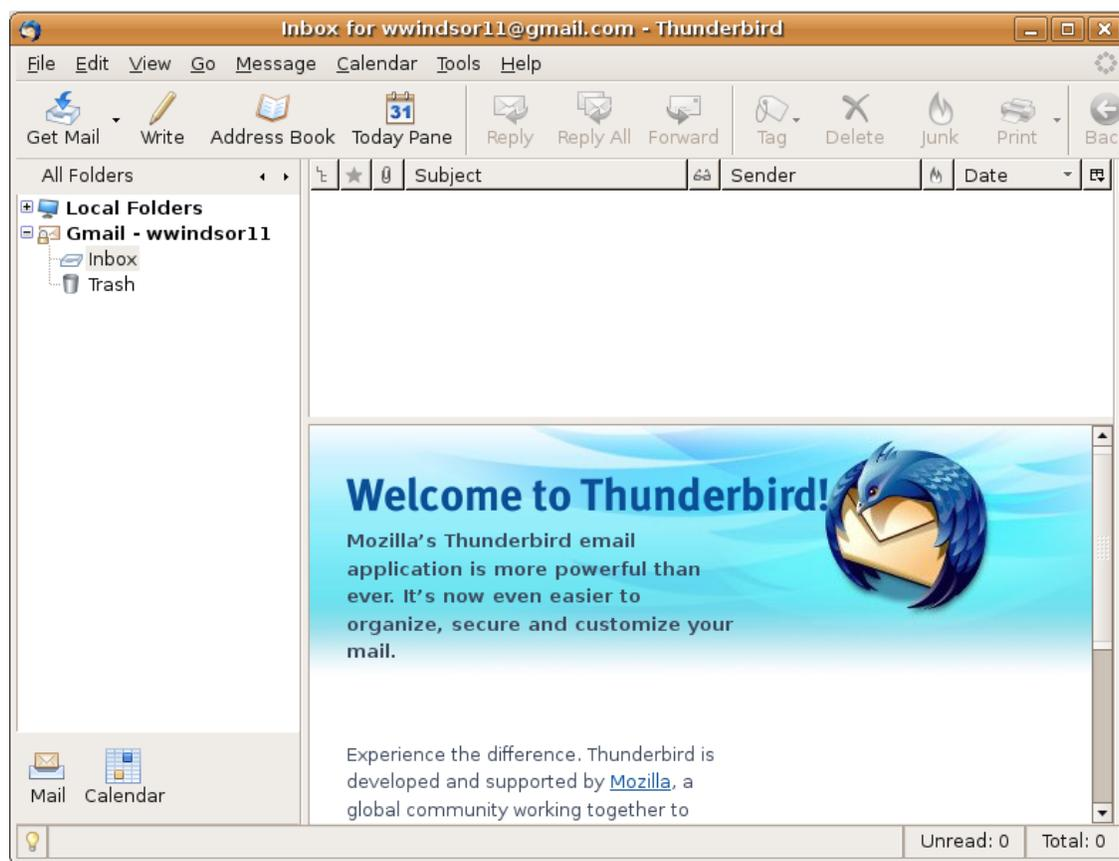 Inbox for wwindsor11@gmail.com - Thunderbird
File Edit View Go Message Calendar Tools Help
Get Mail Write Address Book 31 Today Pane Reply Reply All Forward Tag Delete Junk Print Bac
All Folders
Subject Sender Date
Local Folders
Gmail - wwindsor11
Inbox
Trash
Welcome to Thunderbird!
Mozilla's Thunderbird email
application is more powerful than
ever. It's now even easier to
organize, secure and customize your
mail.
Experience the difference. Thunderbird is
developed and supported by Mozilla, a
global community working together to
Mail Calendar
Unread: 0 Total: 0